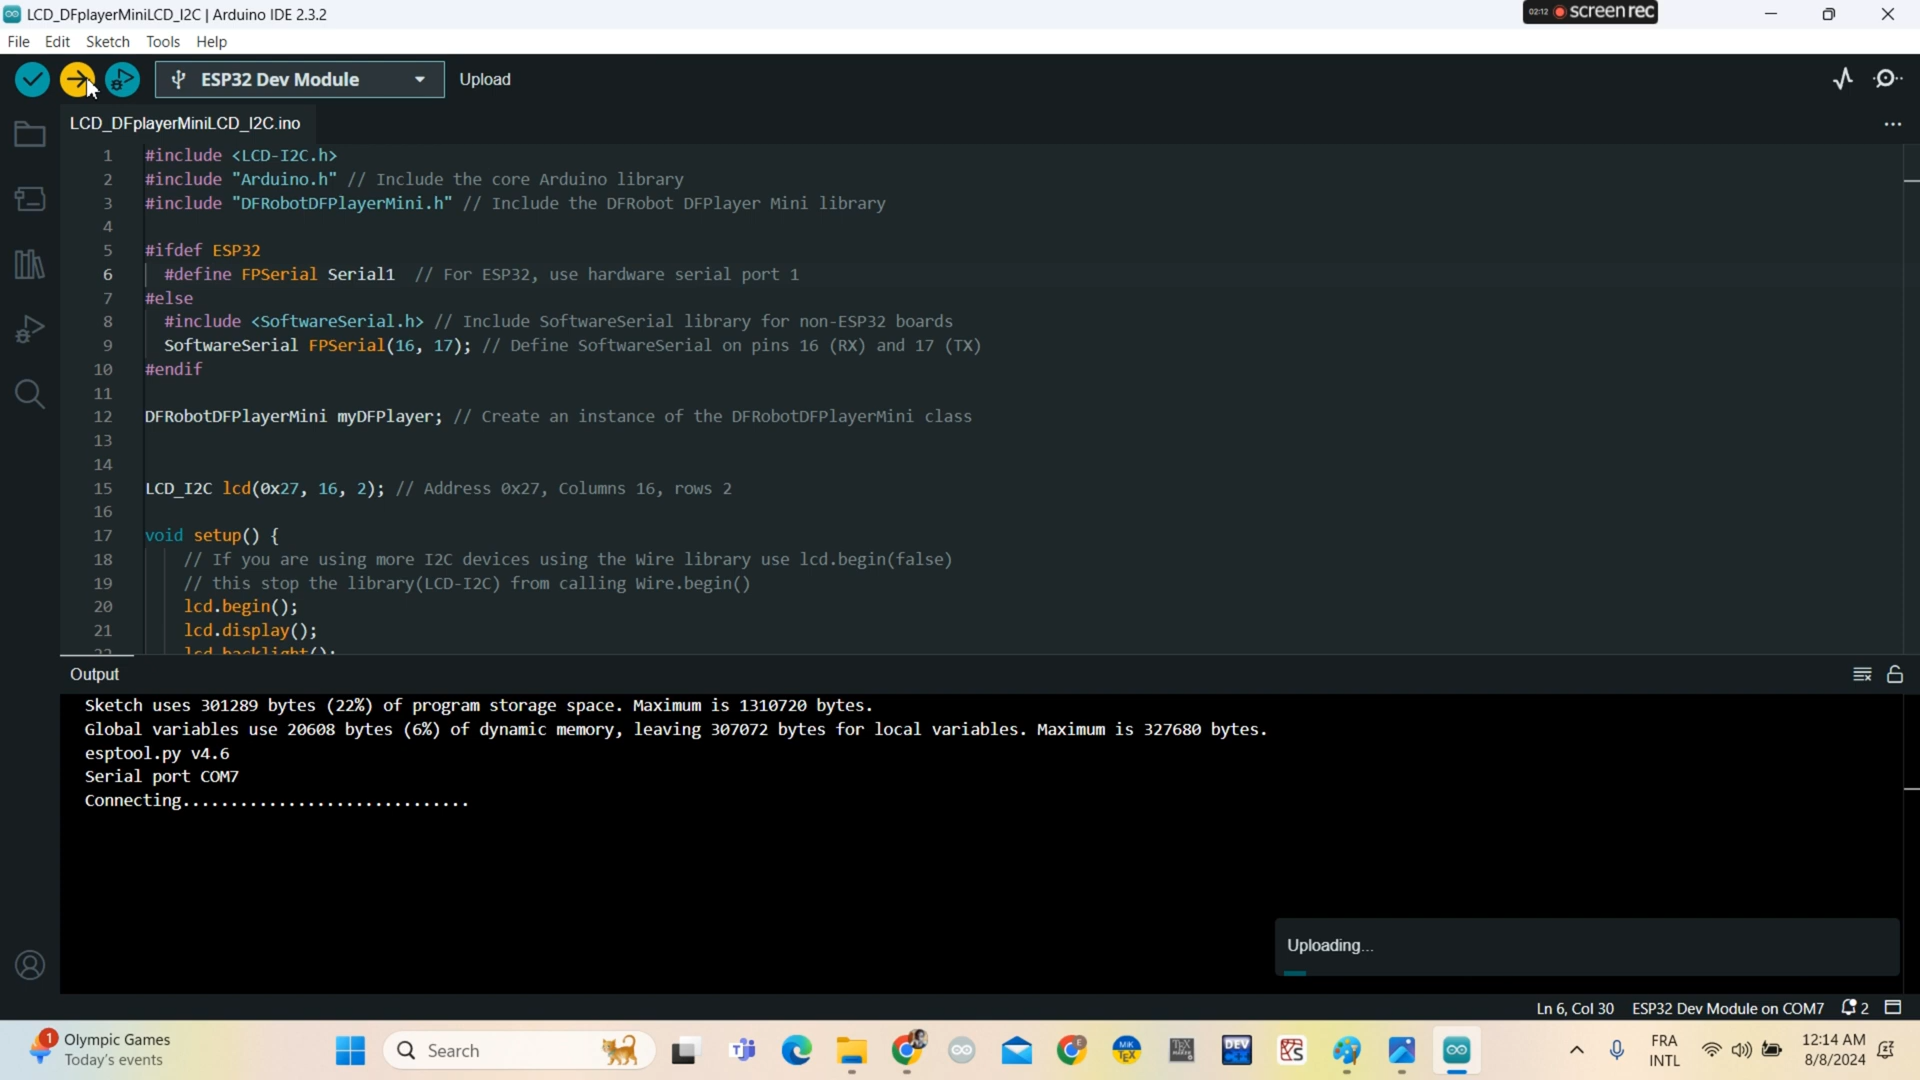 LCD_DFplayerMiniLCD_I2C | Arduino IDE 2.3.2
02:12 screenrec
File Edit Sketch Tools Help
ESP32 Dev Module Upload
LCD_DFplayerMiniLCD_I2C.ino
1 #include <LCD-I2C.h>
2 #include "Arduino.h" // Include the core Arduino library
3 #include "DFRobotDFPlayerMini.h" // Include the DFRobot DFPlayer Mini library
4
5 #ifdef ESP32
6 #define FPSerial Serial1 // For ESP32, use hardware serial port 1
7 #else
8 #include <SoftwareSerial.h> // Include SoftwareSerial library for non-ESP32 boards
9 SoftwareSerial FPSerial(16, 17); // Define SoftwareSerial on pins 16 (RX) and 17 (TX)
10 #endif
11
12 DFRobotDFPlayerMini myDFPlayer; // Create an instance of the DFRobotDFPlayerMini class
13
14
15 LCD_I2C lcd(0x27, 16, 2); // Address 0x27, Columns 16, rows 2
16
17 void setup() {
18 // If you are using more I2C devices using the Wire library use lcd.begin(false)
19 // this stop the library(LCD-I2C) from calling Wire.begin()
20 lcd.begin();
21 lcd.display();
22 lcd.backlight();
Output
Sketch uses 301289 bytes (22%) of program storage space. Maximum is 1310720 bytes.
Global variables use 20608 bytes (6%) of dynamic memory, leaving 307072 bytes for local variables. Maximum is 327680 bytes.
esptool.py v4.6
Serial port COM7
Connecting..............................
Uploading...
Ln 6, Col 30 ESP32 Dev Module on COM7 2
1 Olympic Games
Today's events
Search
DEV
FRA
INTL
12:14 AM
8/8/2024